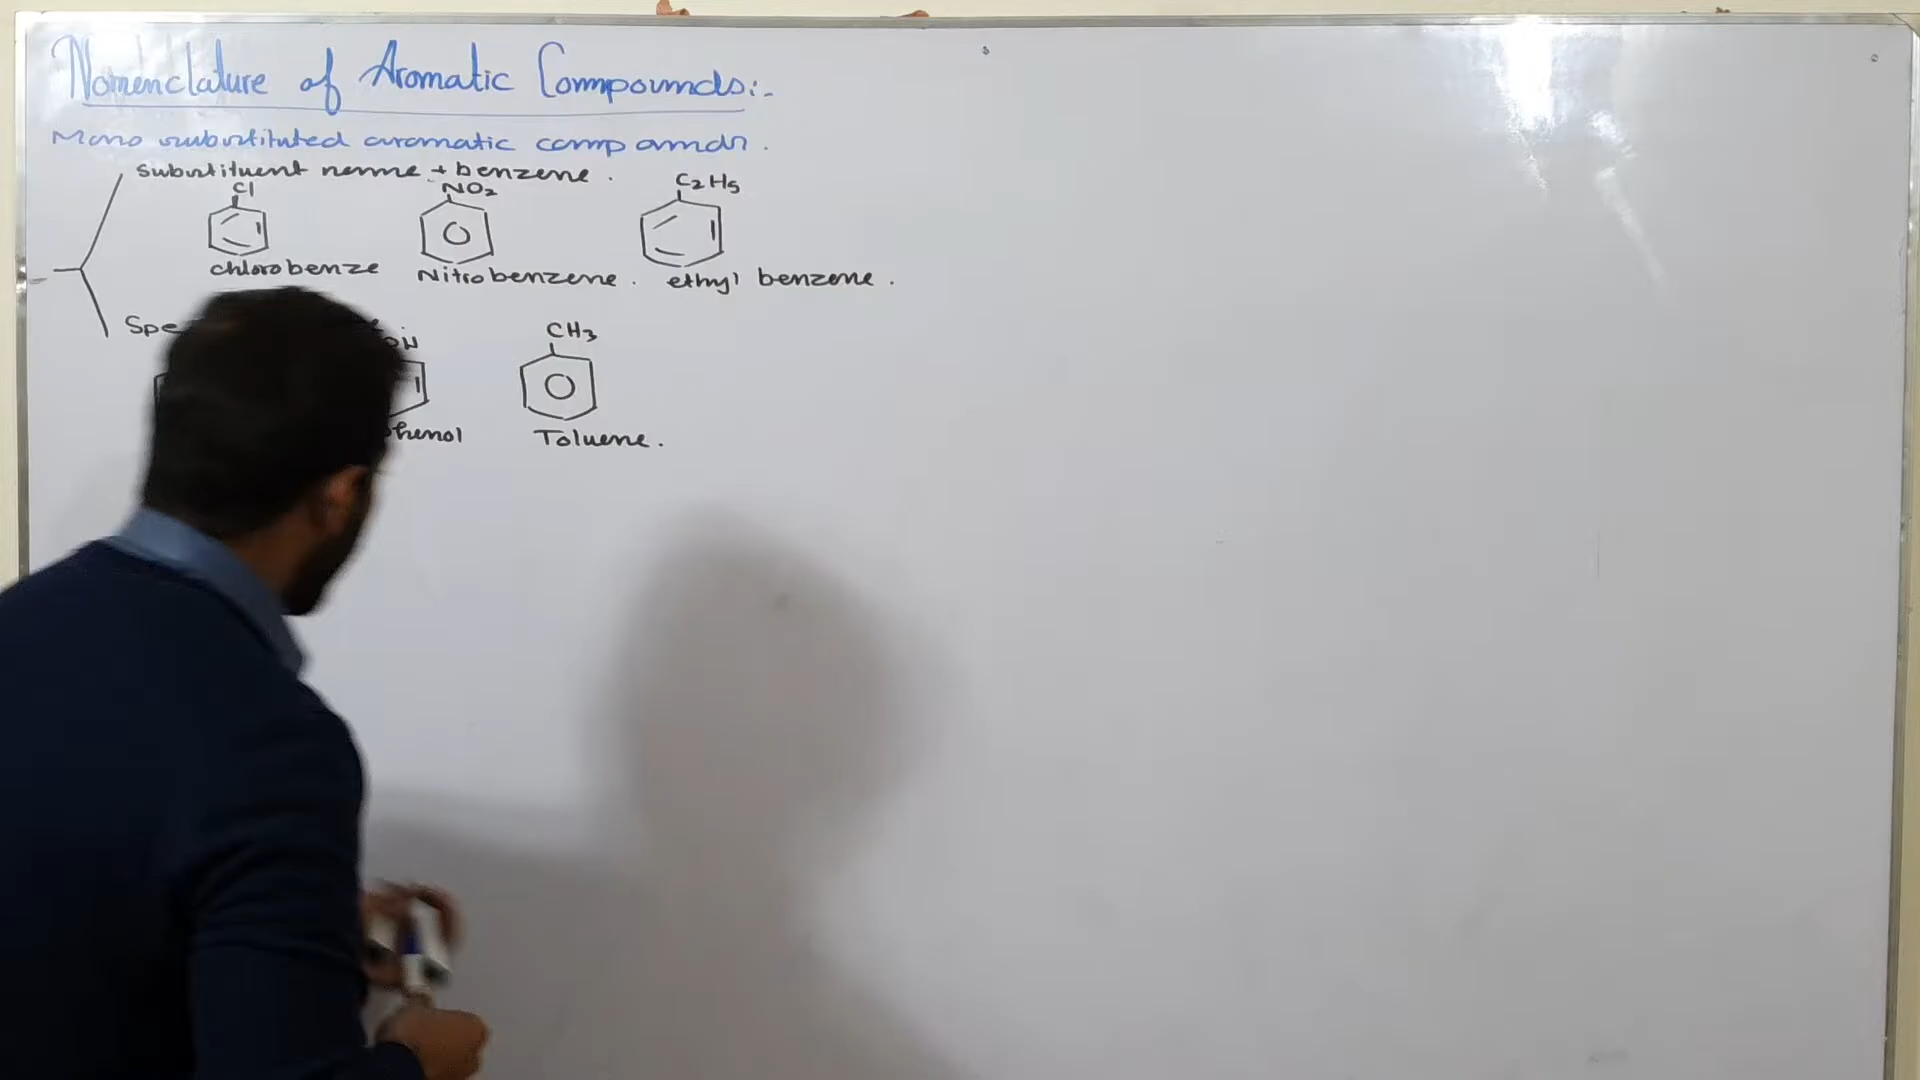 Nomenclature of Aromatic Compounds:-
Mono substituted aromatic compounds.
Substituent name + benzene.
Cl NO2 C2H5
chlorobenze Nitrobenzene. ethyl benzene.
Spe
OH CH3
phenol Toluene.